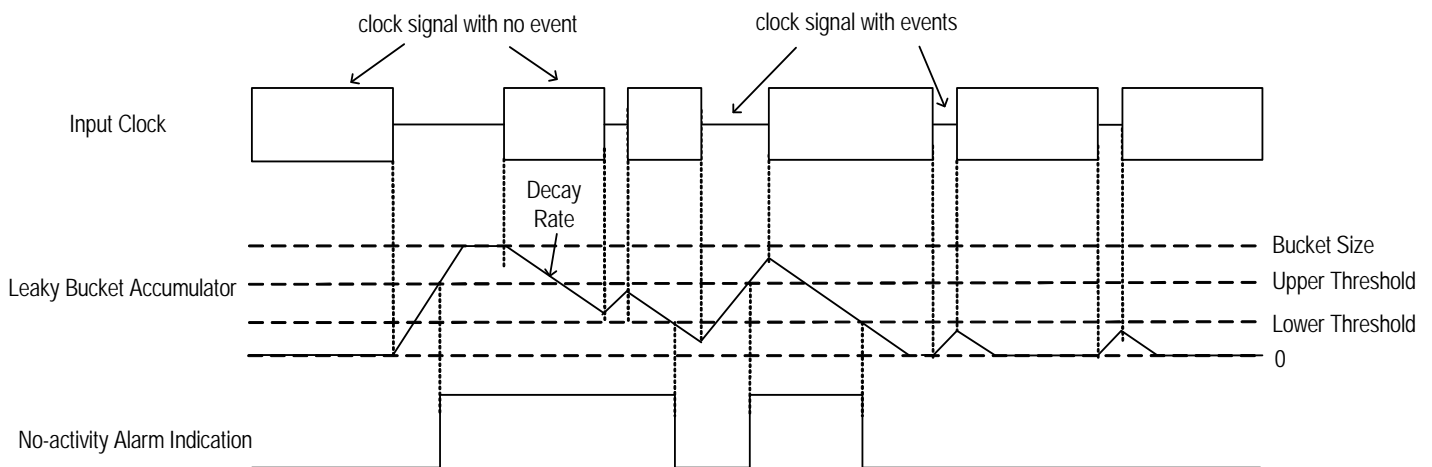 clock signal with no event
clock signal with events
Input Clock
Decay
Rate
Bucket Size
Leaky Bucket Accumulator
Upper Threshold
Lower Threshold
0
No-activity Alarm Indication